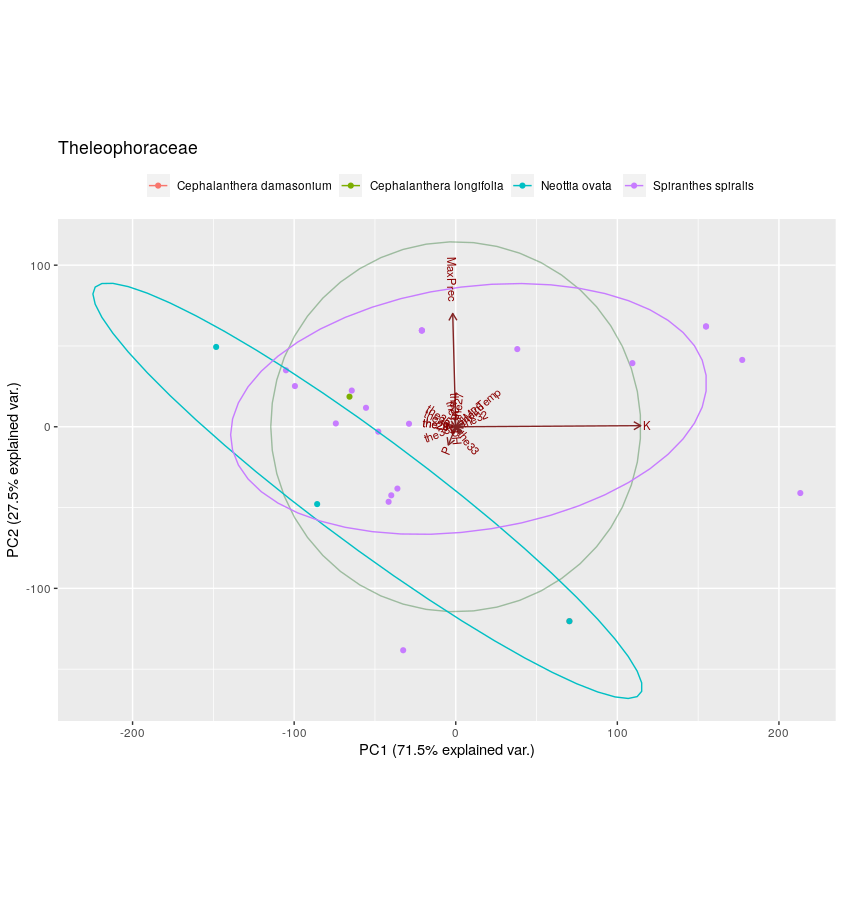 Theleophoraceae
Cephalanthera damasonium Cephalanthera longifolia Neottia ovata Spiranthes spiralis
PC2 (27.5% explained var.)
100
0
-100
MaxPrec
K
P
the33
-200 -100 0 100 200
PC1 (71.5% explained var.)